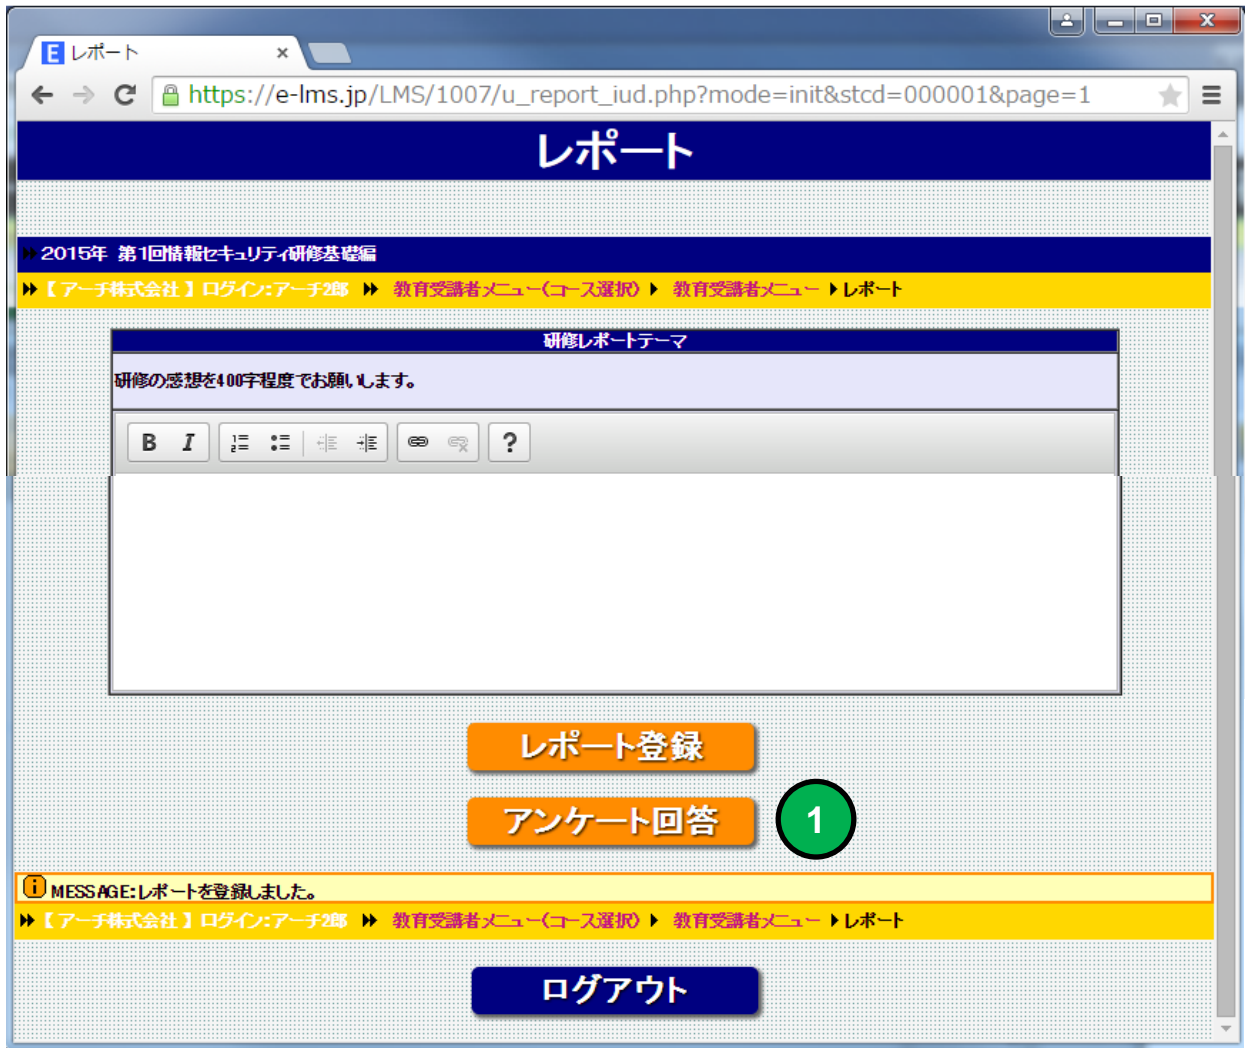 レポート
https://e-lms.jp/LMS/1007/u_report_iud.php?mode=init&stcd=000001&page=1
レポート
2015年 第1回情報セキュリティ研修基礎編
【 アーチ株式会社 】 ログイン:アーチ2郎 教育受講者メニュー(コース選択) 教育受講者メニュー レポート
研修レポートテーマ
研修の感想を400字程度でお願いします。
B I ?
レポート登録
アンケート回答 1
MESSAGE:レポートを登録しました。
【 アーチ株式会社 】 ログイン:アーチ2郎 教育受講者メニュー(コース選択) 教育受講者メニュー レポート
ログアウト